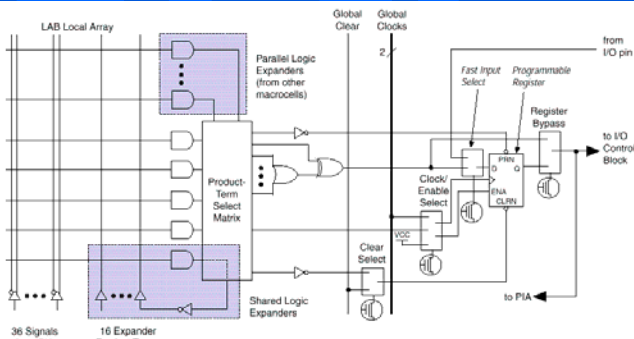 LAB Local Array
Global
Clear
Global
Clocks
2
from
I/O pin
Parallel Logic
Expanders
(from other
macrocells)
Fast Input
Select
Programmable
Register
Register
Bypass
to I/O
Control
Block
PRN
D
Q
ENA
CLRN
Product-
Term
Select
Matrix
Clock/
Enable
Select
VCC
Clear
Select
to PIA
Shared Logic
Expanders
36 Signals
16 Expander